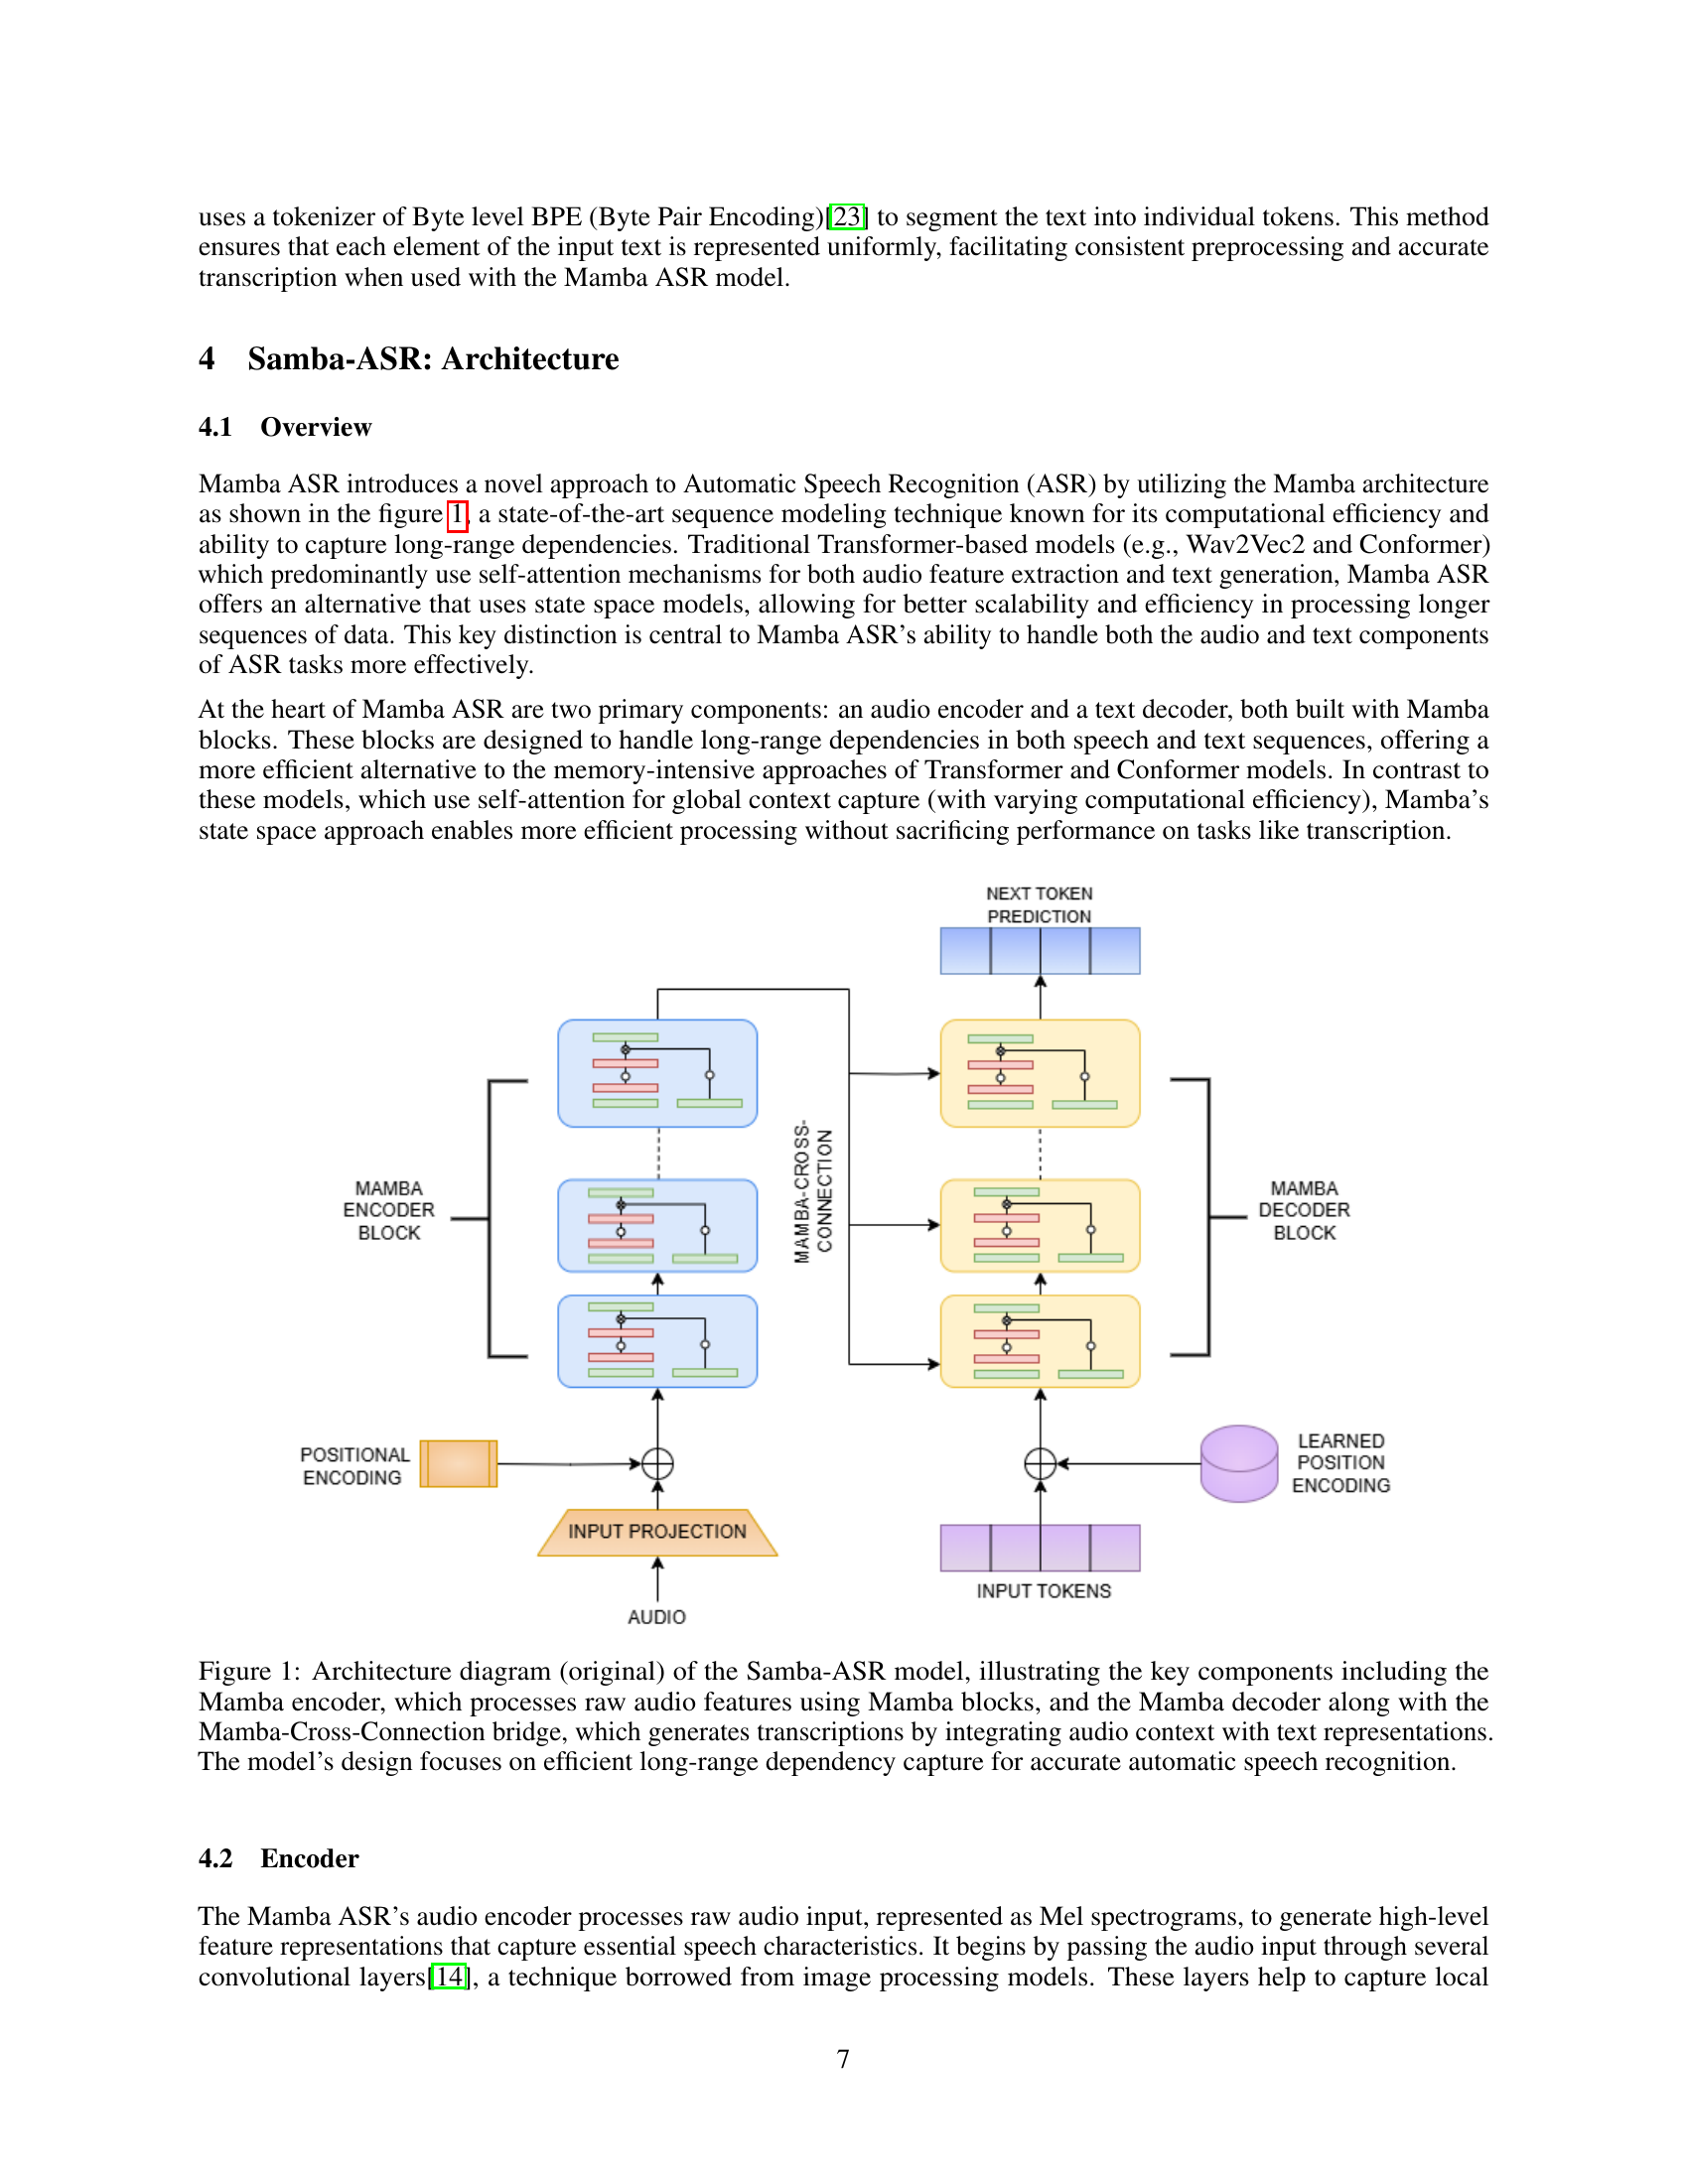 uses a tokenizer of Byte level BPE (Byte Pair Encoding)[23] to segment the text into individual tokens. This method
ensures that each element of the input text is represented uniformly, facilitating consistent preprocessing and accurate
transcription when used with the Mamba ASR model.
4 Samba-ASR: Architecture
4.1 Overview
Mamba ASR introduces a novel approach to Automatic Speech Recognition (ASR) by utilizing the Mamba architecture
as shown in the figure 1, a state-of-the-art sequence modeling technique known for its computational efficiency and
ability to capture long-range dependencies. Traditional Transformer-based models (e.g., Wav2Vec2 and Conformer)
which predominantly use self-attention mechanisms for both audio feature extraction and text generation, Mamba ASR
offers an alternative that uses state space models, allowing for better scalability and efficiency in processing longer
sequences of data. This key distinction is central to Mamba ASR's ability to handle both the audio and text components
of ASR tasks more effectively.
At the heart of Mamba ASR are two primary components: an audio encoder and a text decoder, both built with Mamba
blocks. These blocks are designed to handle long-range dependencies in both speech and text sequences, offering a
more efficient alternative to the memory-intensive approaches of Transformer and Conformer models. In contrast to
these models, which use self-attention for global context capture (with varying computational efficiency), Mamba's
state space approach enables more efficient processing without sacrificing performance on tasks like transcription.
NEXT TOKEN
PREDICTION
MAMBA
ENCODER
BLOCK
MAMBA-CROSS-
CONNECTION
MAMBA
DECODER
BLOCK
POSITIONAL
ENCODING
LEARNED
POSITION
ENCODING
INPUT PROJECTION
INPUT TOKENS
AUDIO
Figure 1: Architecture diagram (original) of the Samba-ASR model, illustrating the key components including the
Mamba encoder, which processes raw audio features using Mamba blocks, and the Mamba decoder along with the
Mamba-Cross-Connection bridge, which generates transcriptions by integrating audio context with text representations.
The model's design focuses on efficient long-range dependency capture for accurate automatic speech recognition.
4.2 Encoder
The Mamba ASR's audio encoder processes raw audio input, represented as Mel spectrograms, to generate high-level
feature representations that capture essential speech characteristics. It begins by passing the audio input through several
convolutional layers[14], a technique borrowed from image processing models. These layers help to capture local
7